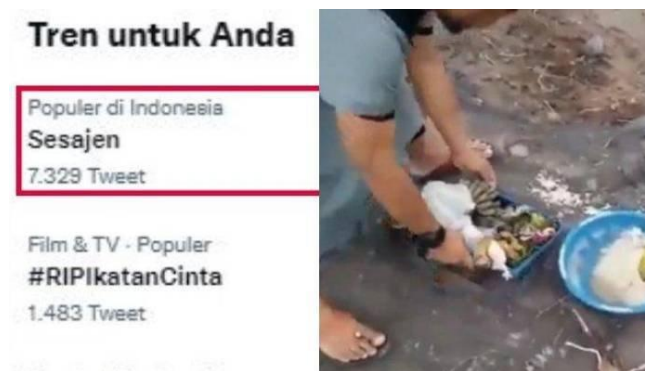 Tren untuk Anda
Populer di Indonesia
Sesajen
7.329 Tweet
Film & TV · Populer
#RIPIkatanCinta
1.483 Tweet